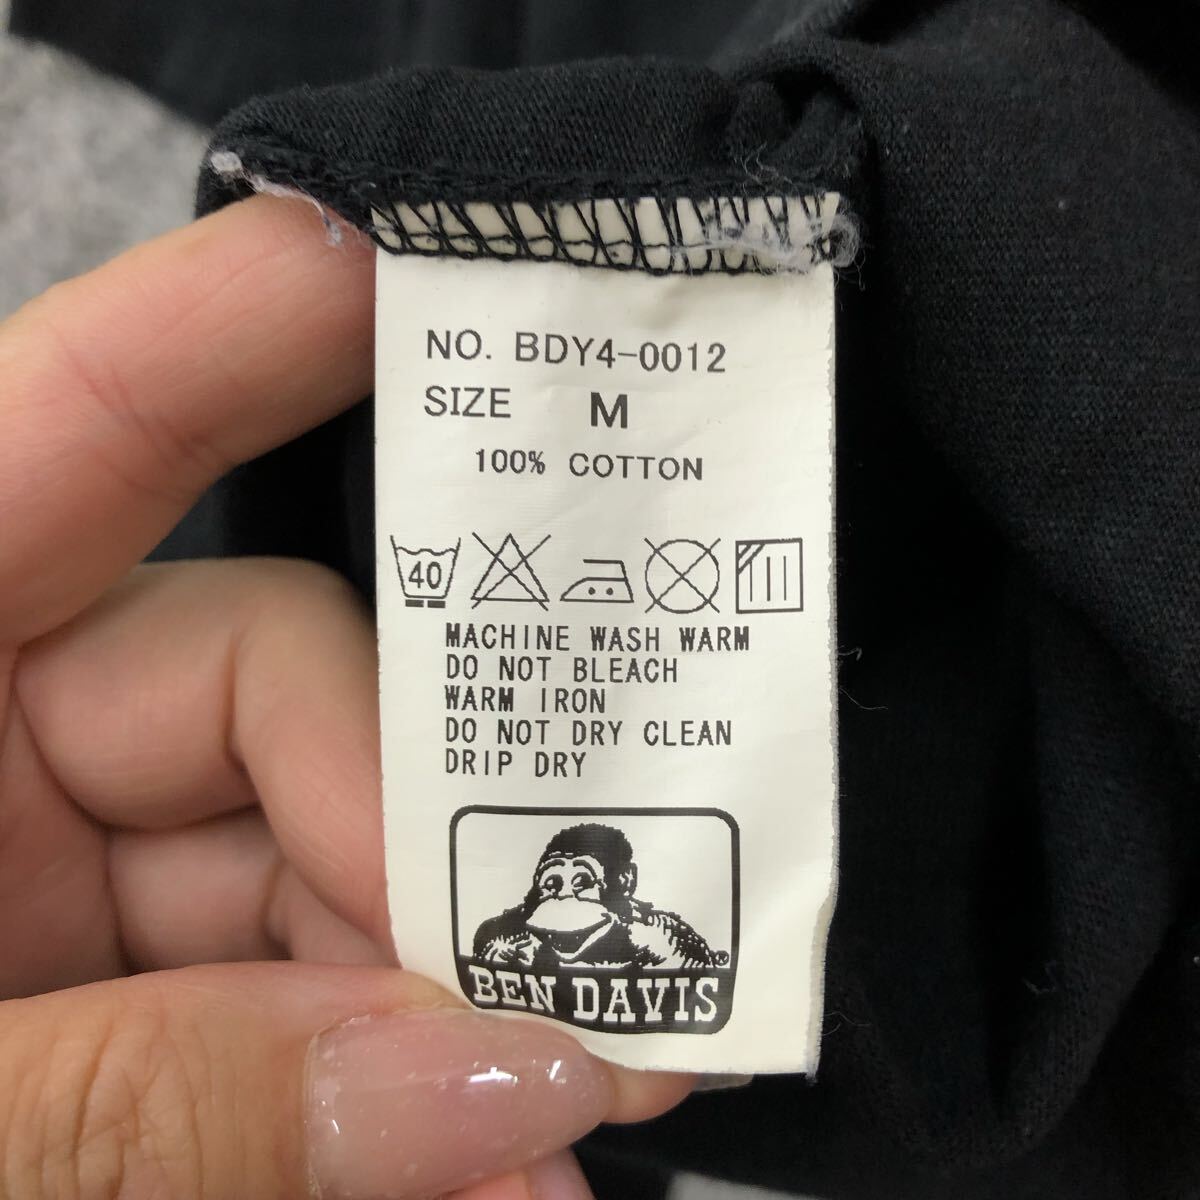 NO. BDY4-0012
SIZE M
100% COTTON
40
MACHINE WASH WARM
DO NOT BLEACH
WARM IRON
DO NOT DRY CLEAN
DRIP DRY
®
BEN DAVIS